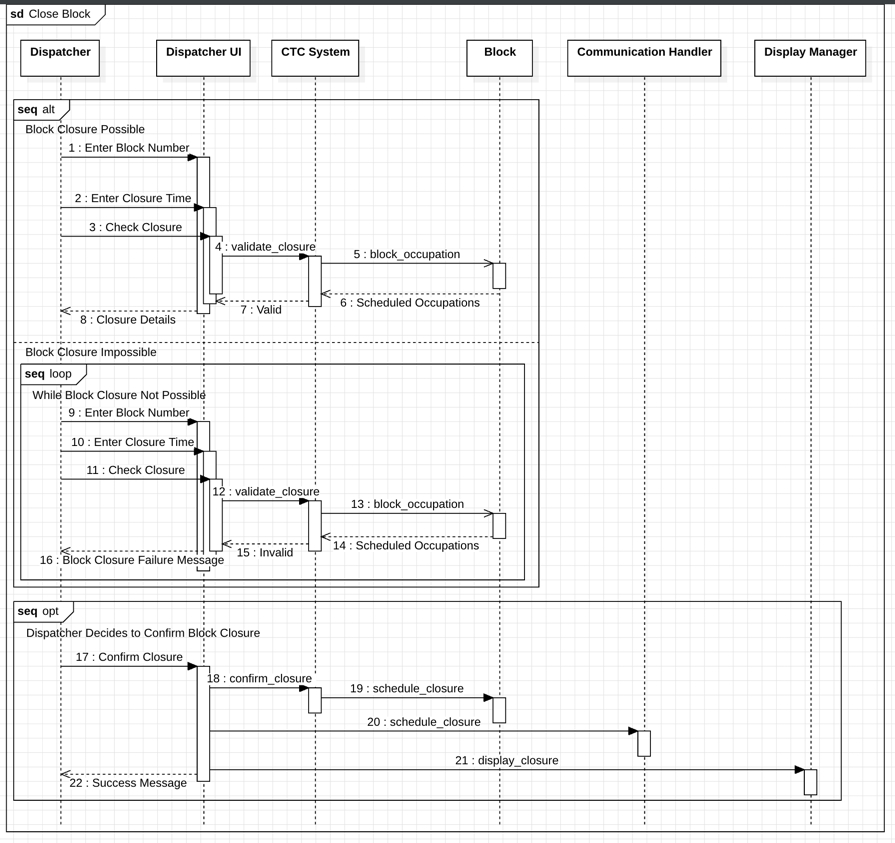 sd Close Block
Dispatcher
Dispatcher UI
CTC System
Block
Communication Handler
Display Manager
seq alt
Block Closure Possible
1 : Enter Block Number
2 : Enter Closure Time
3 : Check Closure
4 : validate_closure
5 : block_occupation
6 : Scheduled Occupations
7 : Valid
8 : Closure Details
Block Closure Impossible
seq loop
While Block Closure Not Possible
9 : Enter Block Number
10 : Enter Closure Time
11 : Check Closure
12 : validate_closure
13 : block_occupation
14 : Scheduled Occupations
15 : Invalid
16 : Block Closure Failure Message
seq opt
Dispatcher Decides to Confirm Block Closure
17 : Confirm Closure
18 : confirm_closure
19 : schedule_closure
20 : schedule_closure
21 : display_closure
22 : Success Message